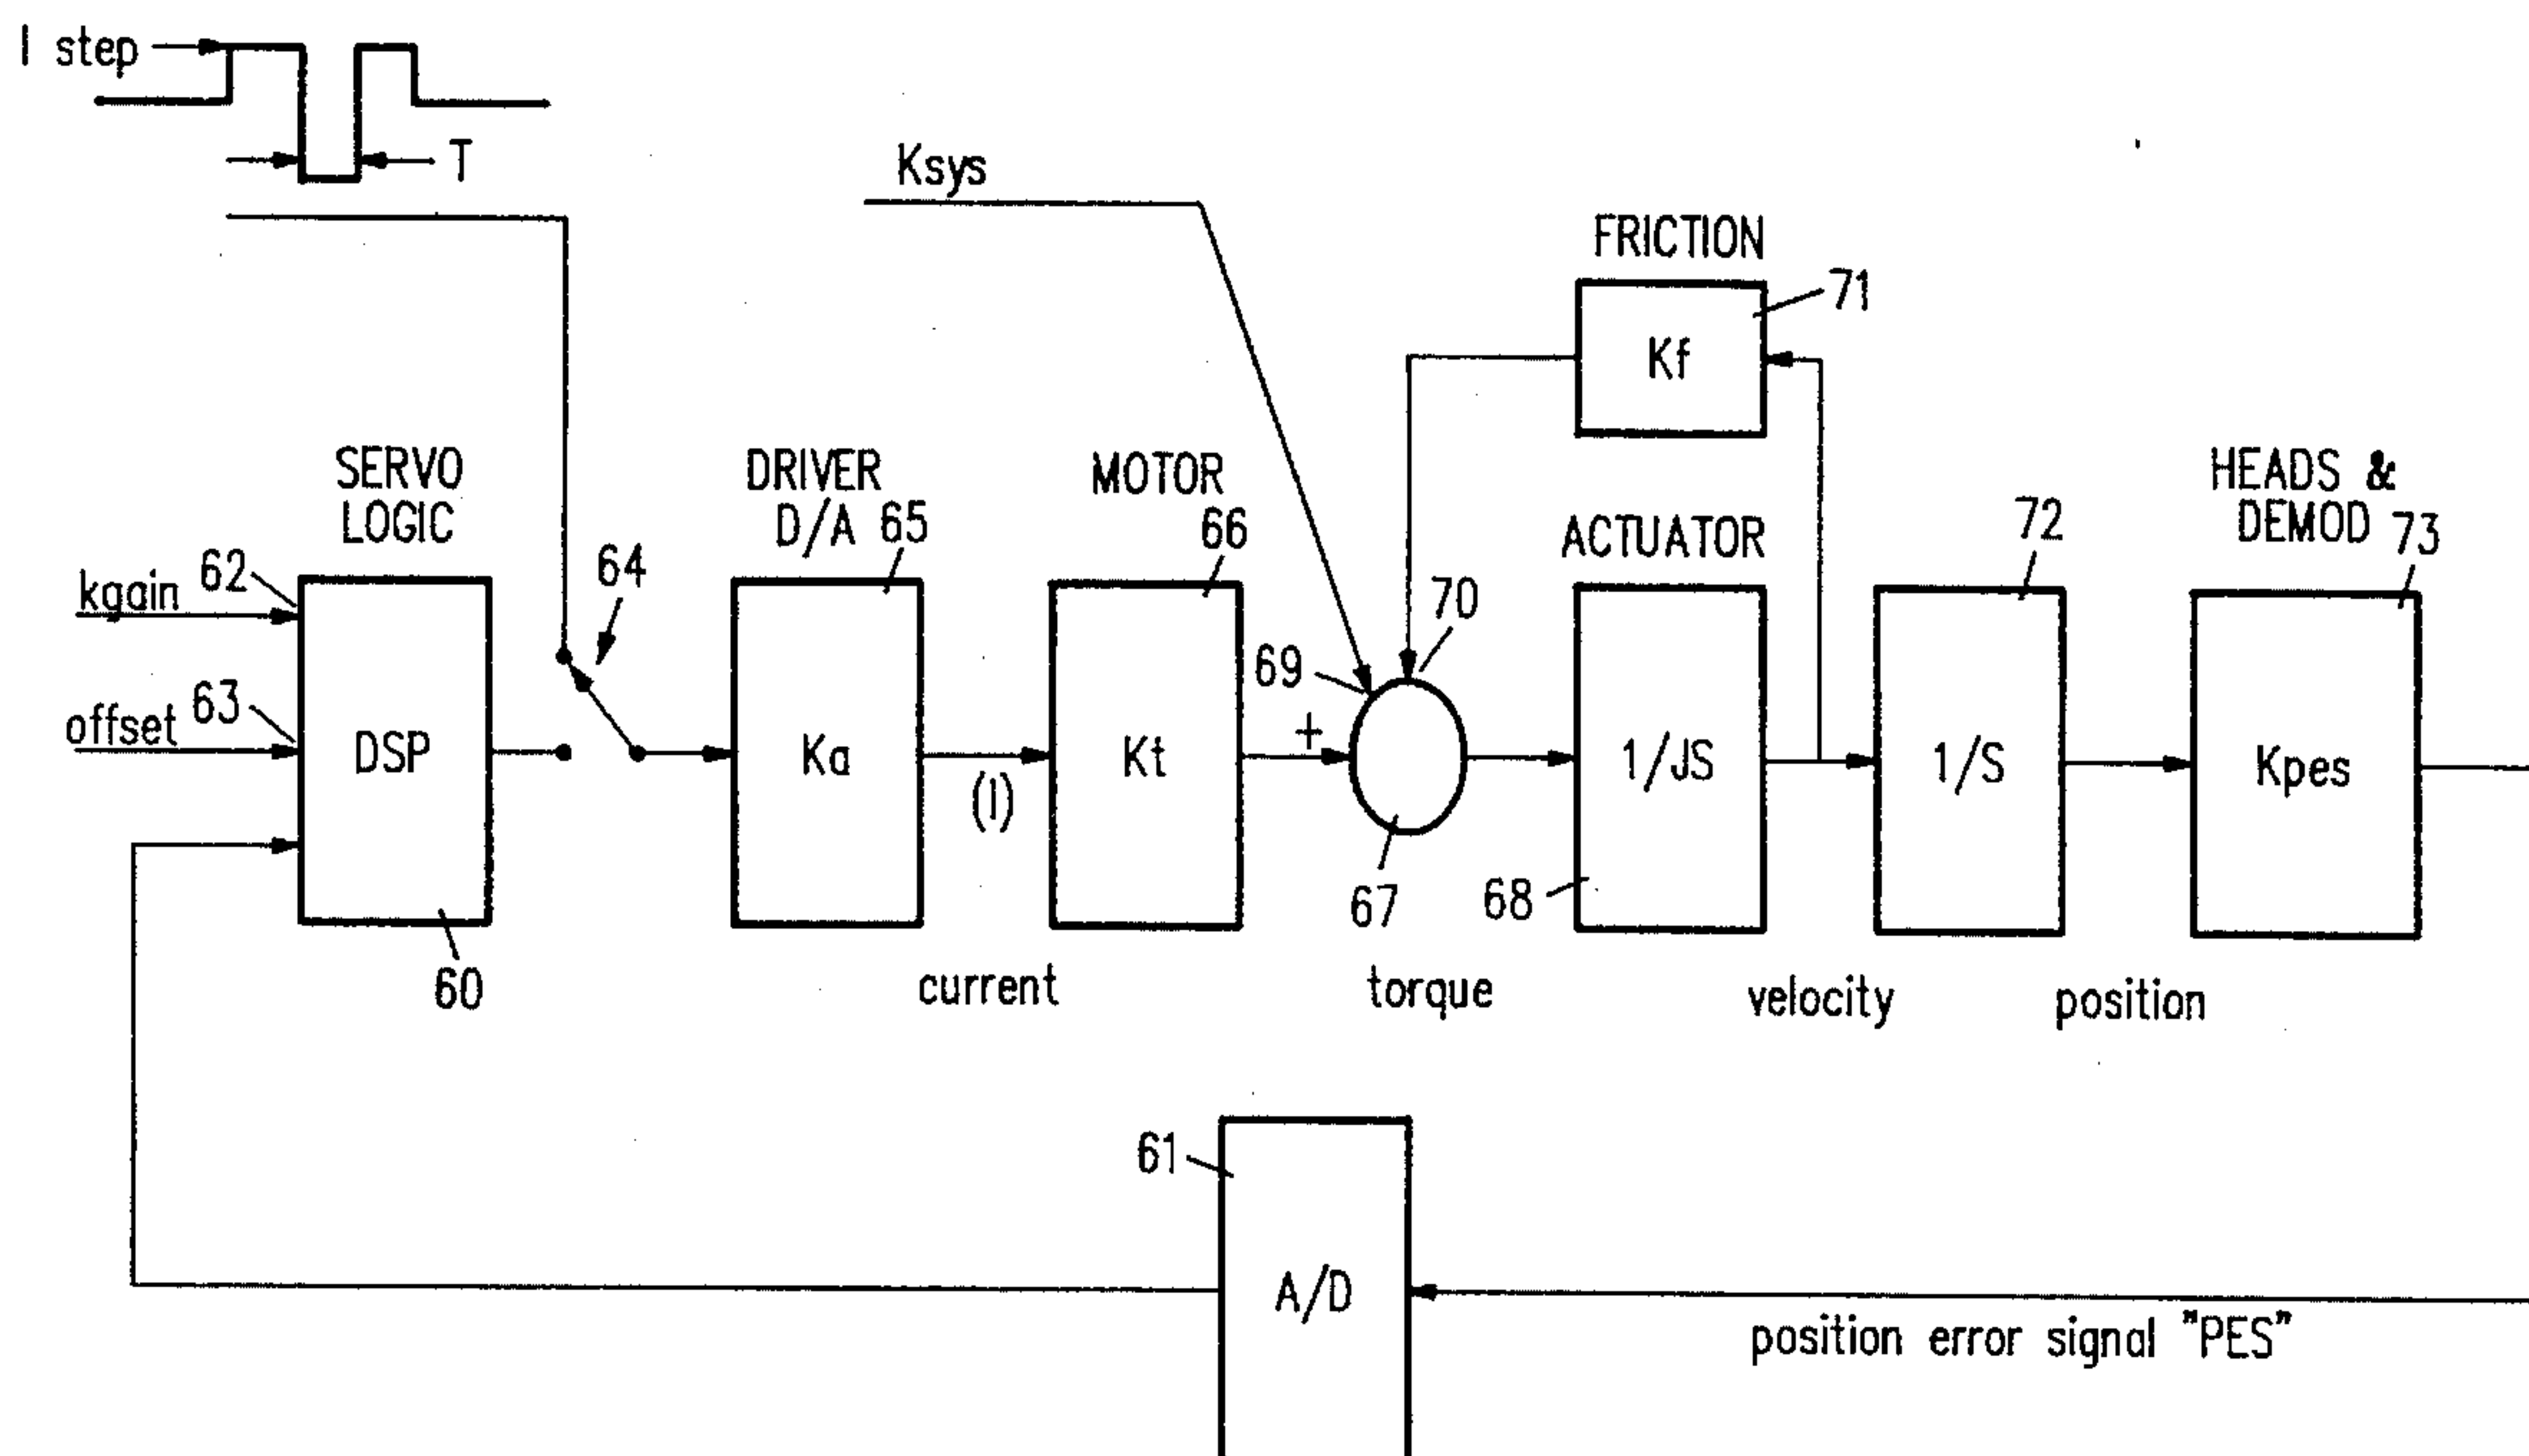 I step
T
Ksys
FRICTION
71
Kf
SERVO
LOGIC
DRIVER
D/A 65
MOTOR
66
ACTUATOR
72
HEADS &
DEMOD 73
kgain 62
64
70
69
offset 63
DSP
Ka
(I)
Kt
+
1/JS
1/S
Kpes
60
67
68
current
torque
velocity
position
61
A/D
position error signal "PES"